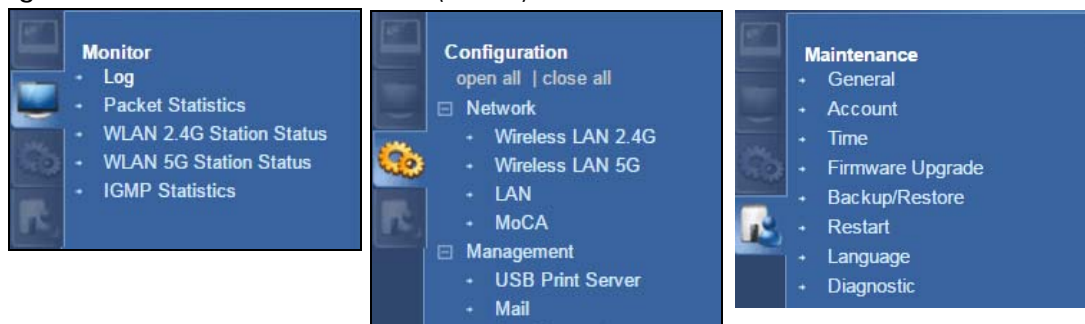 Monitor
Log
Packet Statistics
WLAN 2.4G Station Status
WLAN 5G Station Status
IGMP Statistics
Configuration
open all | close all
Network
Wireless LAN 2.4G
Wireless LAN 5G
LAN
MoCA
Management
USB Print Server
Mail
Maintenance
General
Account
Time
Firmware Upgrade
Backup/Restore
Restart
Language
Diagnostic